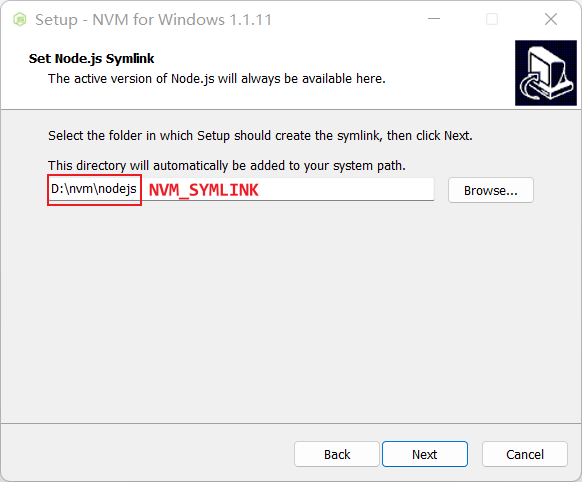 Setup - NVM for Windows 1.1.11
Set Node.js Symlink
The active version of Node.js will always be available here.
Select the folder in which Setup should create the symlink, then click Next.
This directory will automatically be added to your system path.
D:\nvm\nodejs NVM_SYMLINK Browse...
Back Next Cancel